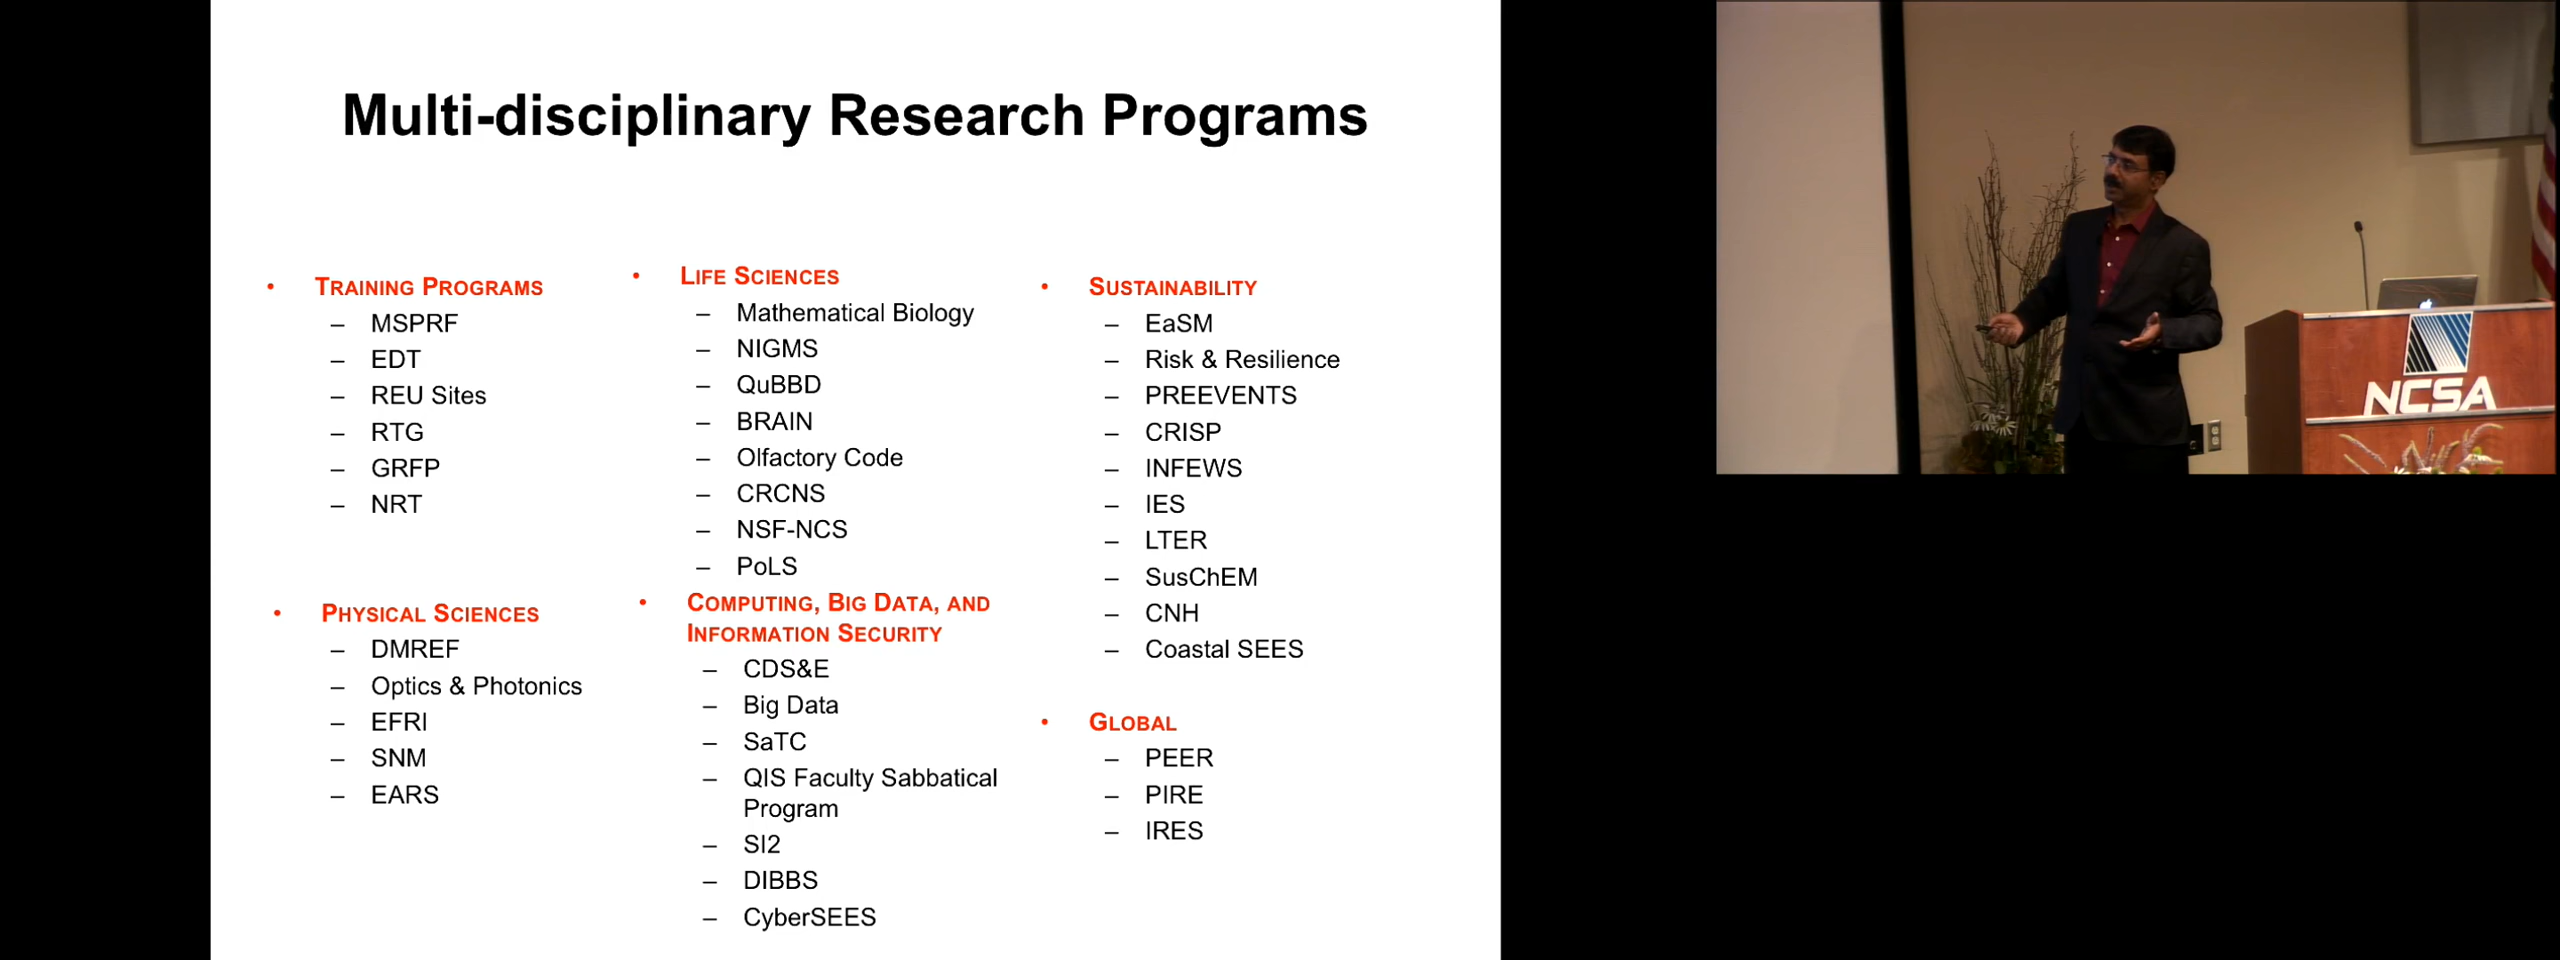 Multi-disciplinary Research Programs
• TRAINING PROGRAMS
– MSPRF
– EDT
– REU Sites
– RTG
– GRFP
– NRT
• PHYSICAL SCIENCES
– DMREF
– Optics & Photonics
– EFRI
– SNM
– EARS
• LIFE SCIENCES
– Mathematical Biology
– NIGMS
– QuBBD
– BRAIN
– Olfactory Code
– CRCNS
– NSF-NCS
– PoLS
• COMPUTING, BIG DATA, AND
INFORMATION SECURITY
– CDS&E
– Big Data
– SaTC
– QIS Faculty Sabbatical
Program
– SI2
– DIBBS
– CyberSEES
• SUSTAINABILITY
– EaSM
– Risk & Resilience
– PREEVENTS
– CRISP
– INFEWS
– IES
– LTER
– SusChEM
– CNH
– Coastal SEES
• GLOBAL
– PEER
– PIRE
– IRES
NCSA